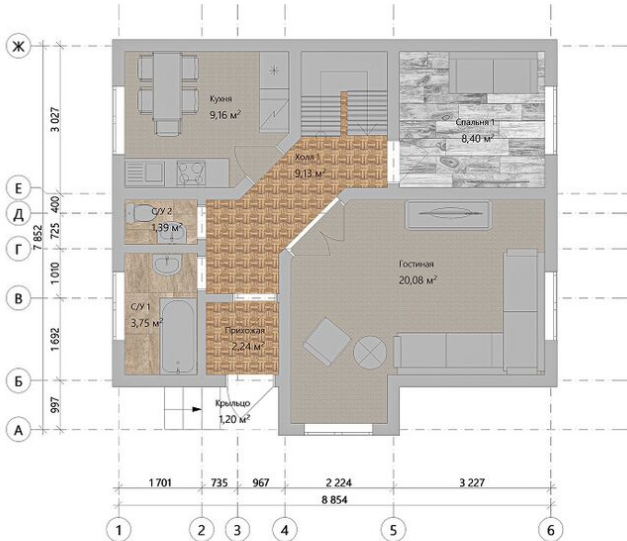 Ж
Е
Д
Г
В
Б
А
3 027
400
725
1 010
1 692
997
7 852
Кухня
9,16 м²
Холл 1
9,13 м²
Спальня 1
8,40 м²
С/У 2
1,39 м²
Гостиная
20,08 м²
С/У 1
3,75 м²
Прихожая
2,24 м²
Крыльцо
1,20 м²
1 701
735
967
2 224
3 227
8 854
1
2
3
4
5
6